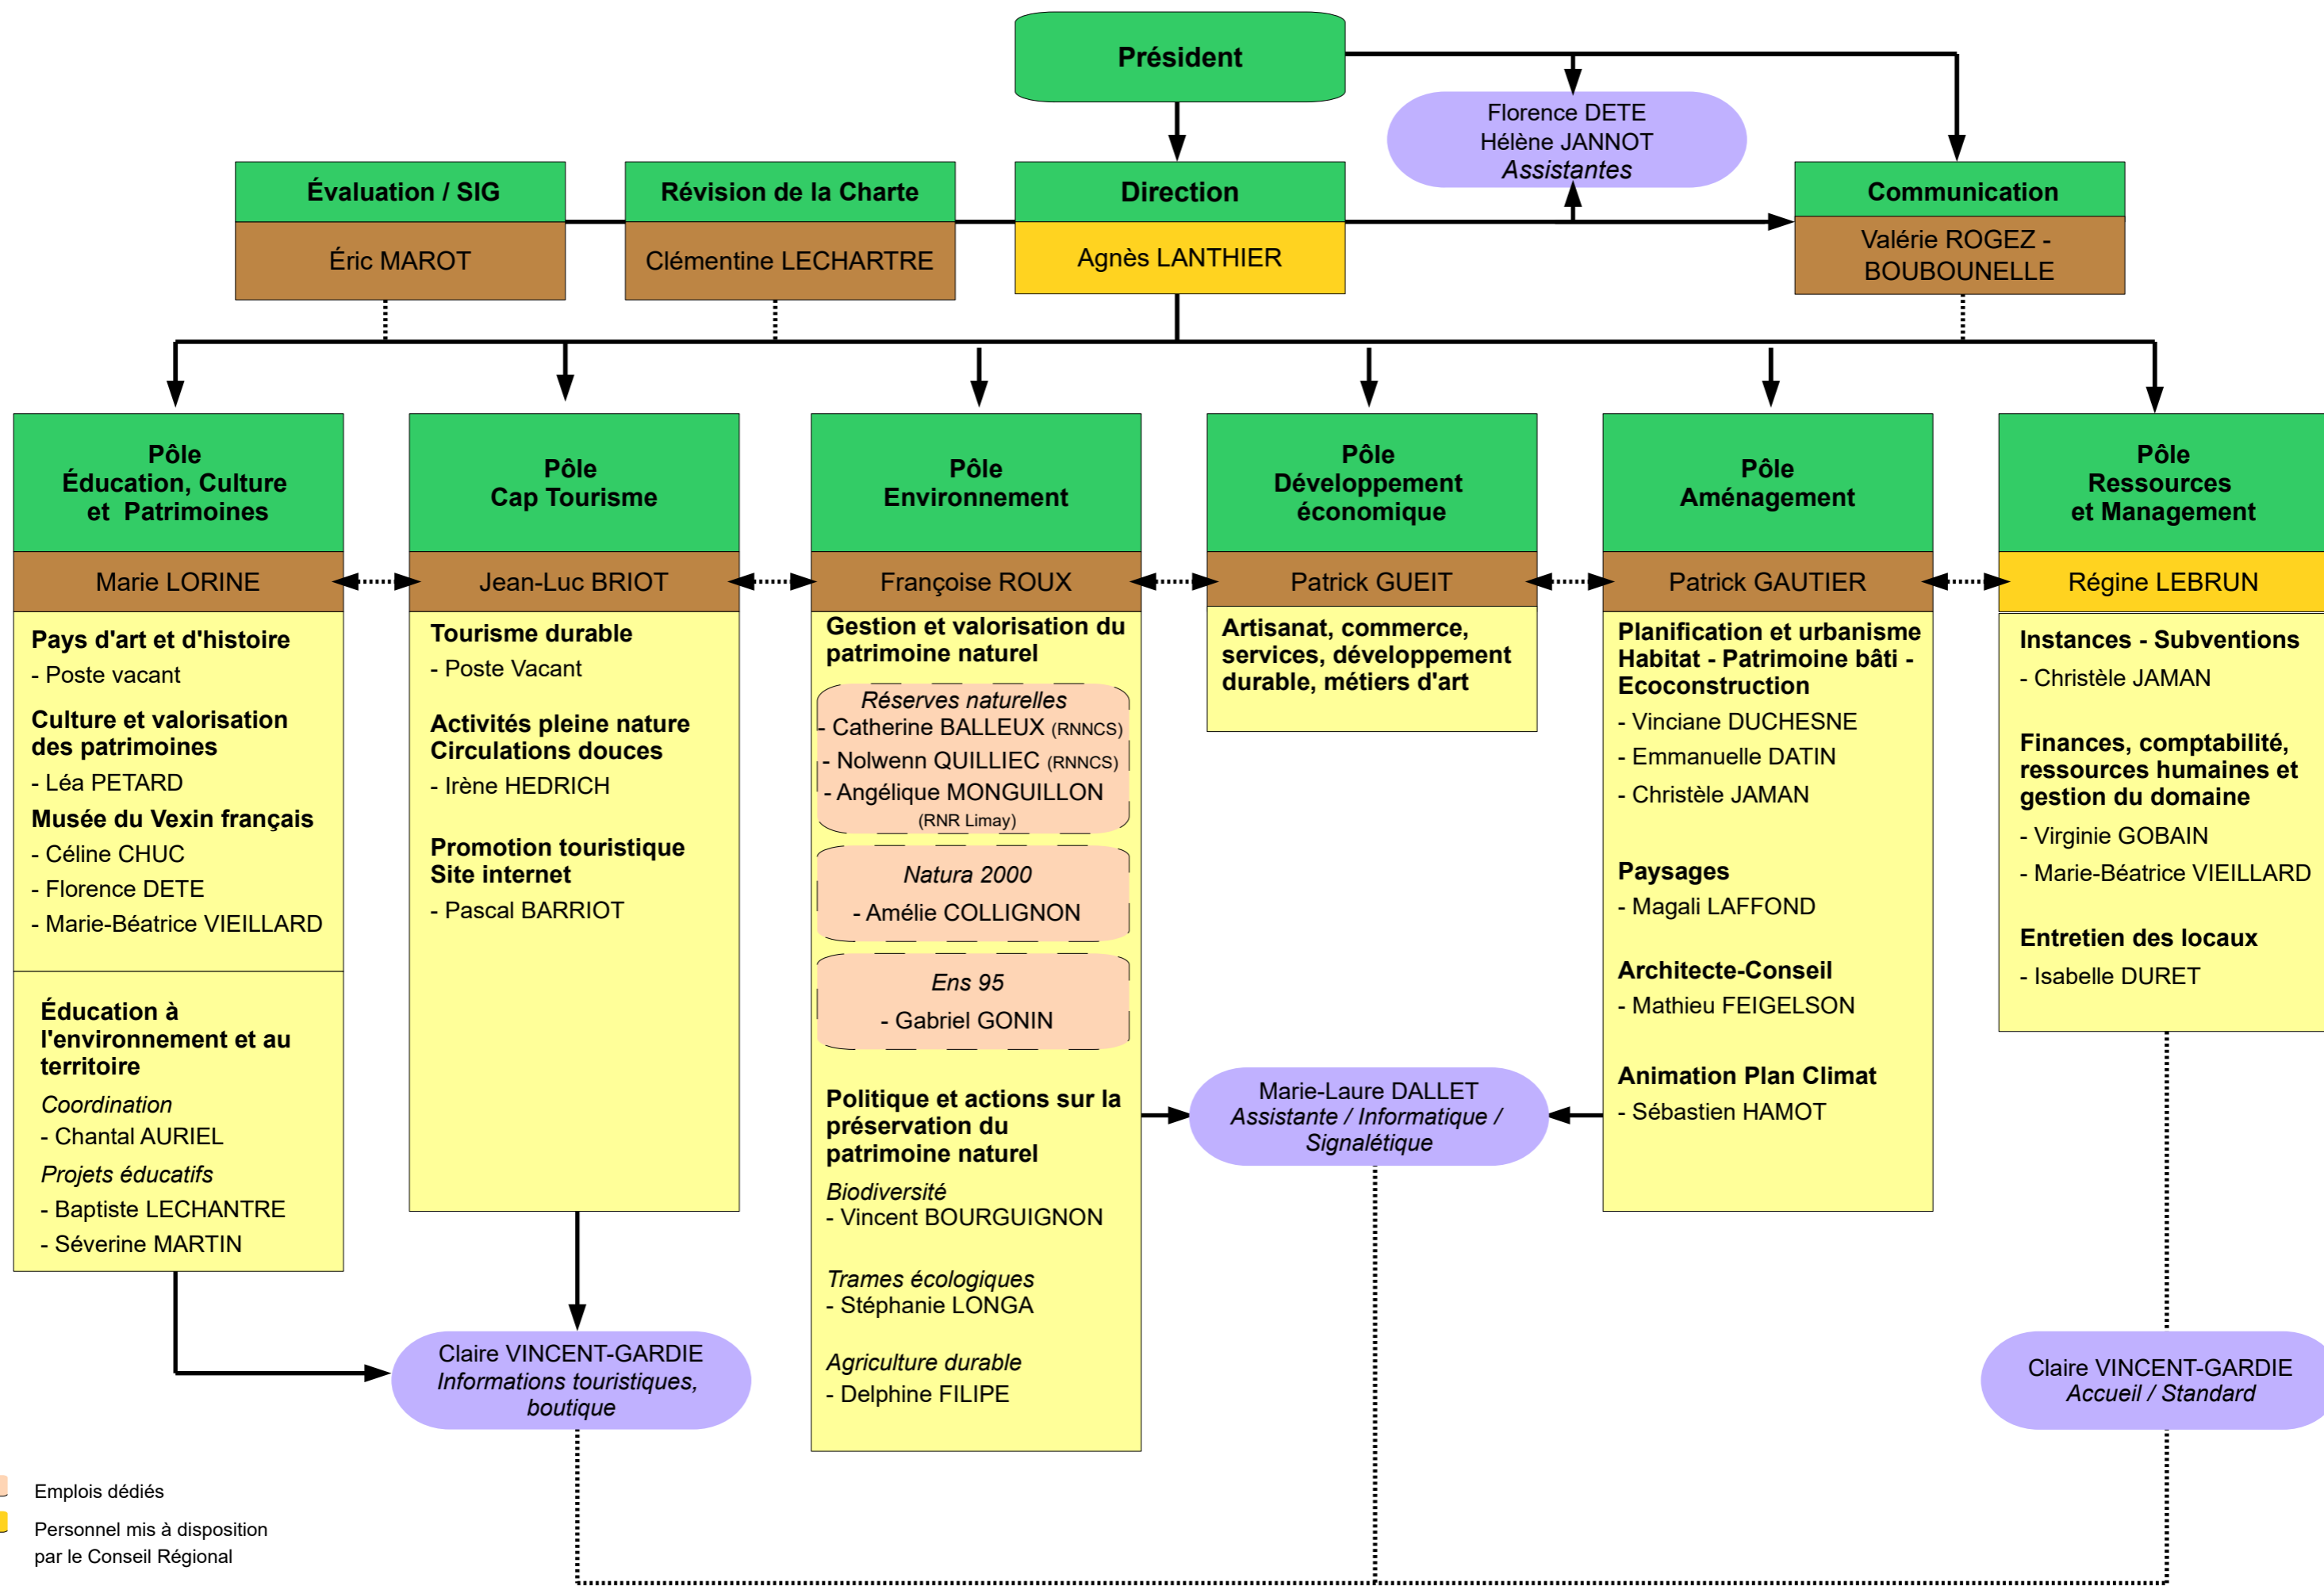 Président
Florence DETE
Hélène JANNOT
Assistantes
Évaluation / SIG
Éric MAROT
Révision de la Charte
Clémentine LECHARTRE
Direction
Agnès LANTHIER
Communication
Valérie ROGEZ -
BOUBOUNELLE
Pôle
Éducation, Culture
et Patrimoines
Marie LORINE
Pays d'art et d'histoire
- Poste vacant
Culture et valorisation
des patrimoines
- Léa PETARD
Musée du Vexin français
- Céline CHUC
- Florence DETE
- Marie-Béatrice VIEILLARD
Éducation à
l'environnement et au
territoire
Coordination
- Chantal AURIEL
Projets éducatifs
- Baptiste LECHANTRE
- Séverine MARTIN
Pôle
Cap Tourisme
Jean-Luc BRIOT
Tourisme durable
- Poste Vacant
Activités pleine nature
Circulations douces
- Irène HEDRICH
Promotion touristique
Site internet
- Pascal BARRIOT
Claire VINCENT-GARDIE
Informations touristiques,
boutique
Pôle
Environnement
Françoise ROUX
Gestion et valorisation du
patrimoine naturel
Réserves naturelles
- Catherine BALLEUX (RNNCS)
- Nolwenn QUILLIEC (RNNCS)
- Angélique MONGUILLON
(RNR Limay)
Natura 2000
- Amélie COLLIGNON
Ens 95
- Gabriel GONIN
Politique et actions sur la
préservation du
patrimoine naturel
Biodiversité
- Vincent BOURGUIGNON
Trames écologiques
- Stéphanie LONGA
Agriculture durable
- Delphine FILIPE
Pôle
Développement
économique
Patrick GUEIT
Artisanat, commerce,
services, développement
durable, métiers d'art
Marie-Laure DALLET
Assistante / Informatique /
Signalétique
Pôle
Aménagement
Patrick GAUTIER
Planification et urbanisme
Habitat - Patrimoine bâti -
Ecoconstruction
- Vinciane DUCHESNE
- Emmanuelle DATIN
- Christèle JAMAN
Paysages
- Magali LAFFOND
Architecte-Conseil
- Mathieu FEIGELSON
Animation Plan Climat
- Sébastien HAMOT
Pôle
Ressources
et Management
Régine LEBRUN
Instances - Subventions
- Christèle JAMAN
Finances, comptabilité,
ressources humaines et
gestion du domaine
- Virginie GOBAIN
- Marie-Béatrice VIEILLARD
Entretien des locaux
- Isabelle DURET
Claire VINCENT-GARDIE
Accueil / Standard
Emplois dédiés
Personnel mis à disposition
par le Conseil Régional